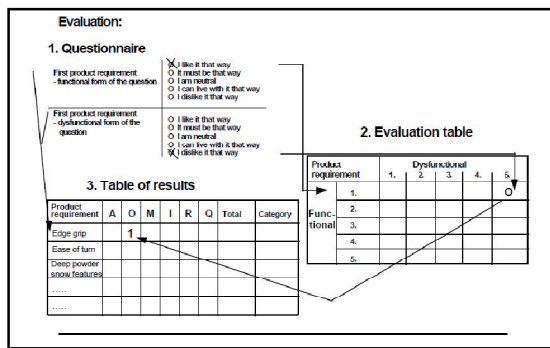 Evaluation:
1. Questionnaire
First product requirement
- functional form of the question
X I like it that way
O It must be that way
O I am neutral
O I can live with it that way
O I dislike it that way
First product requirement
- dysfunctional form of the
question
O I like it that way
O It must be that way
O I am neutral
O I can live with it that way
X I dislike it that way
2. Evaluation table
Product
requirement
Dysfunctional
1. 2. 3. 4. 5.
Func-
tional
1. O
2.
3.
4.
5.
3. Table of results
Product
requirement A O M I R Q Total Category
Edge grip 1
Ease of turn
Deep powder
snow features
.....
.....